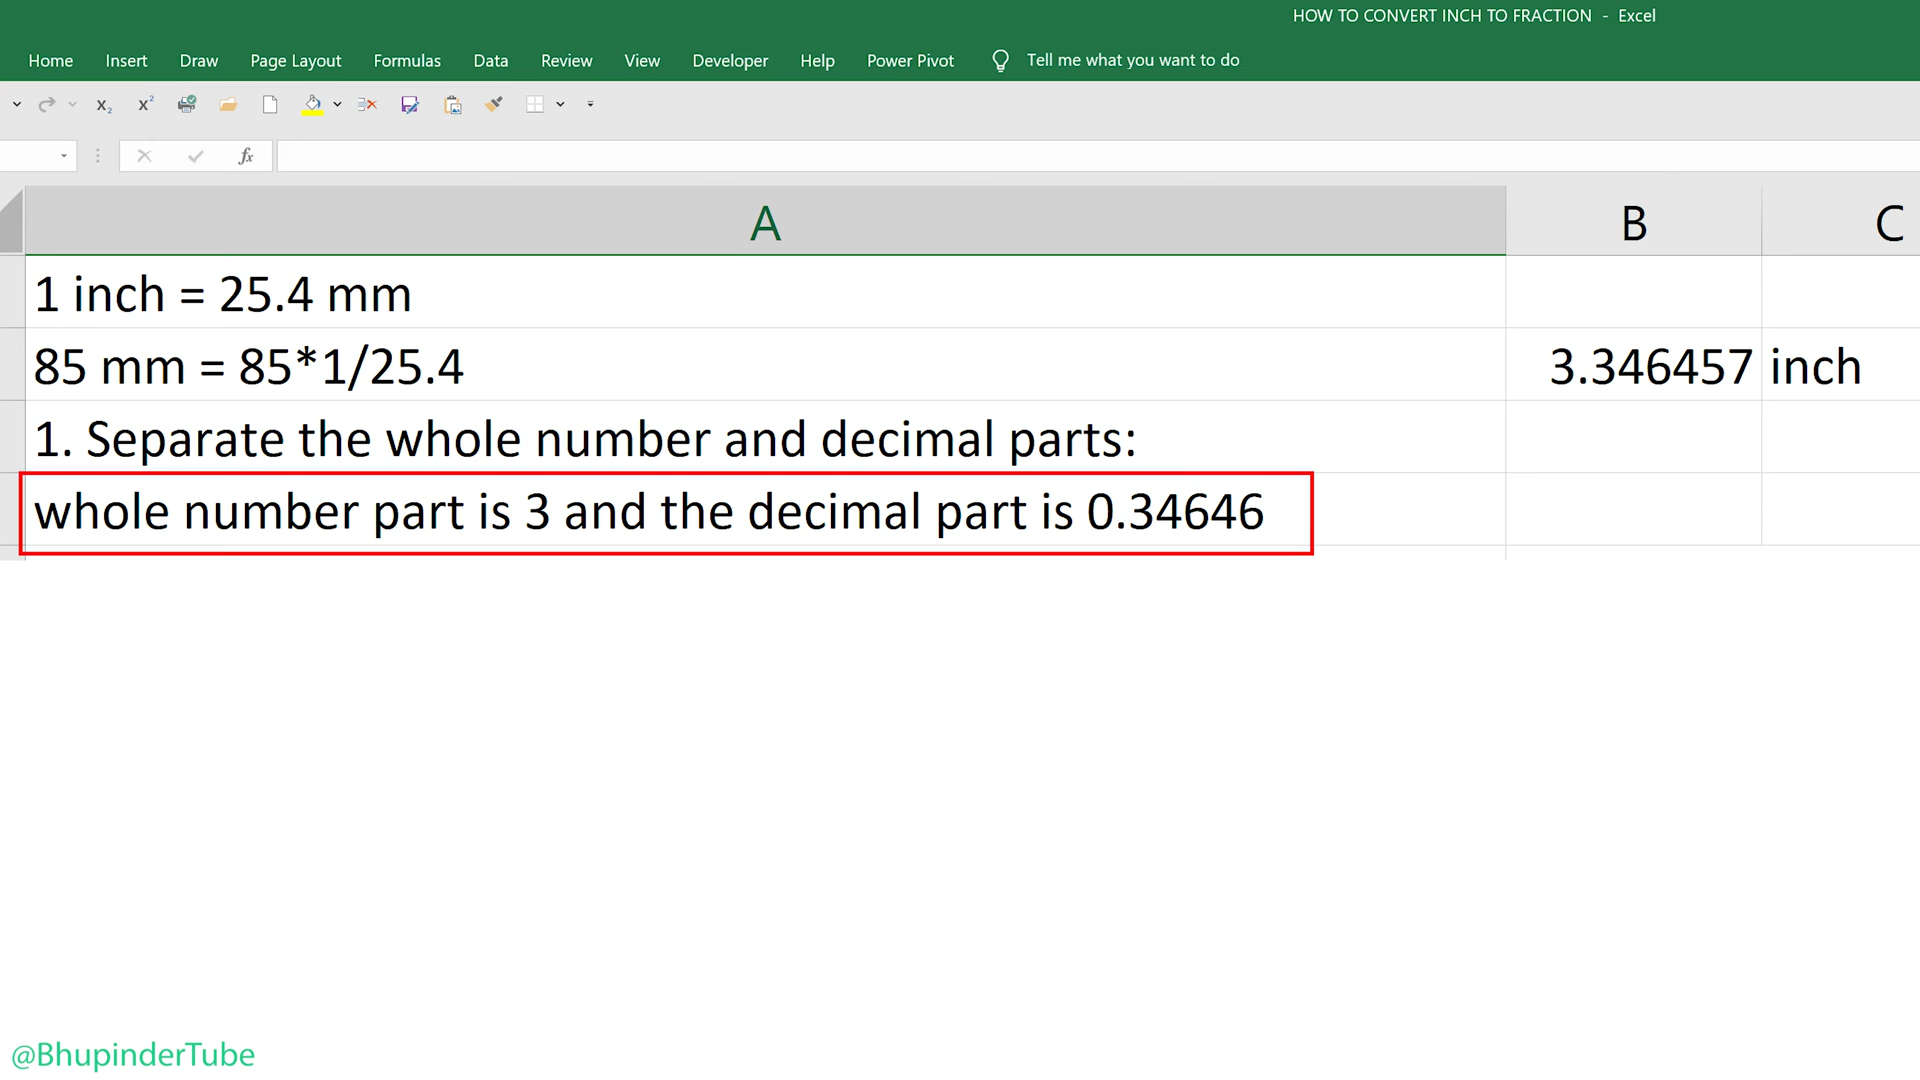 HOW TO CONVERT INCH TO FRACTION - Excel
Home Insert Draw Page Layout Formulas Data Review View Developer Help Power Pivot Tell me what you want to do
x₂ x² 
fx
A B C
1 inch = 25.4 mm
85 mm = 85*1/25.4 3.346457 inch
1. Separate the whole number and decimal parts:
whole number part is 3 and the decimal part is 0.34646
@BhupinderTube